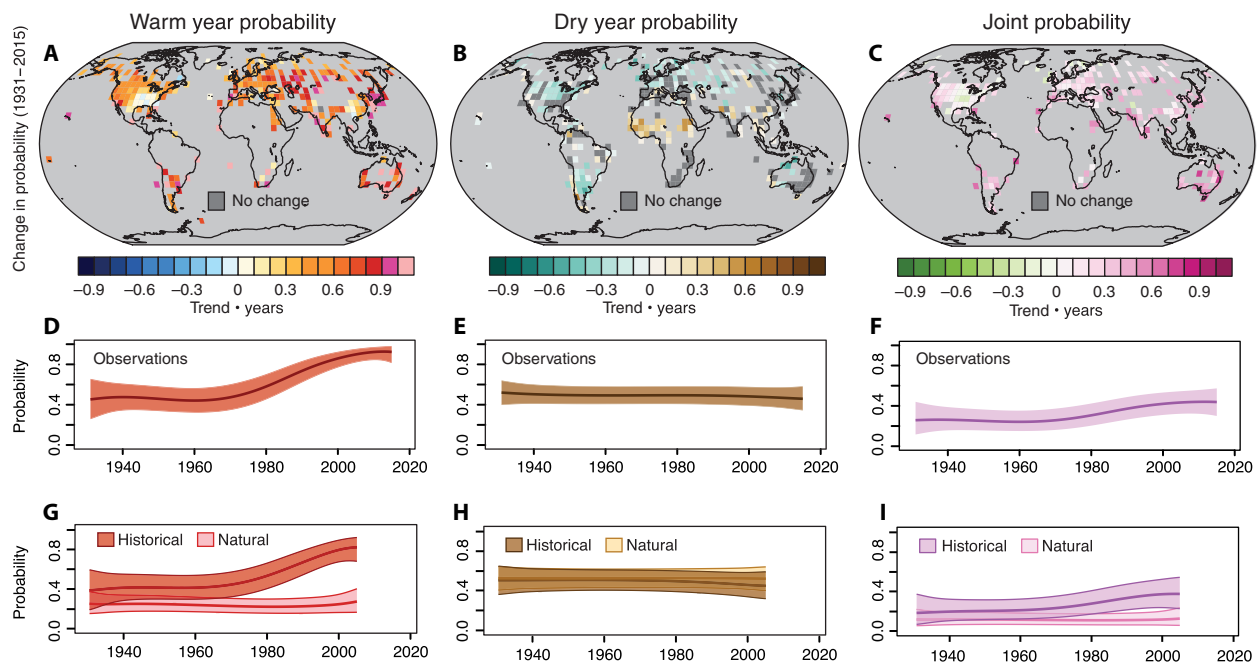 Warm year probability
Dry year probability
Joint probability
Change in probability (1931–2015)
A
B
C
No change
No change
No change
−0.9 −0.6 −0.3 0 0.3 0.6 0.9
−0.9 −0.6 −0.3 0 0.3 0.6 0.9
−0.9 −0.6 −0.3 0 0.3 0.6 0.9
Trend • years
Trend • years
Trend • years
D
E
F
Probability
0.0 0.4 0.8
Observations
0.0 0.4 0.8
Observations
0.0 0.4 0.8
Observations
1940 1960 1980 2000 2020
1940 1960 1980 2000 2020
1940 1960 1980 2000 2020
G
H
I
Probability
0.0 0.4 0.8
Historical Natural
0.0 0.4 0.8
Historical Natural
0.0 0.4 0.8
Historical Natural
1940 1960 1980 2000 2020
1940 1960 1980 2000 2020
1940 1960 1980 2000 2020